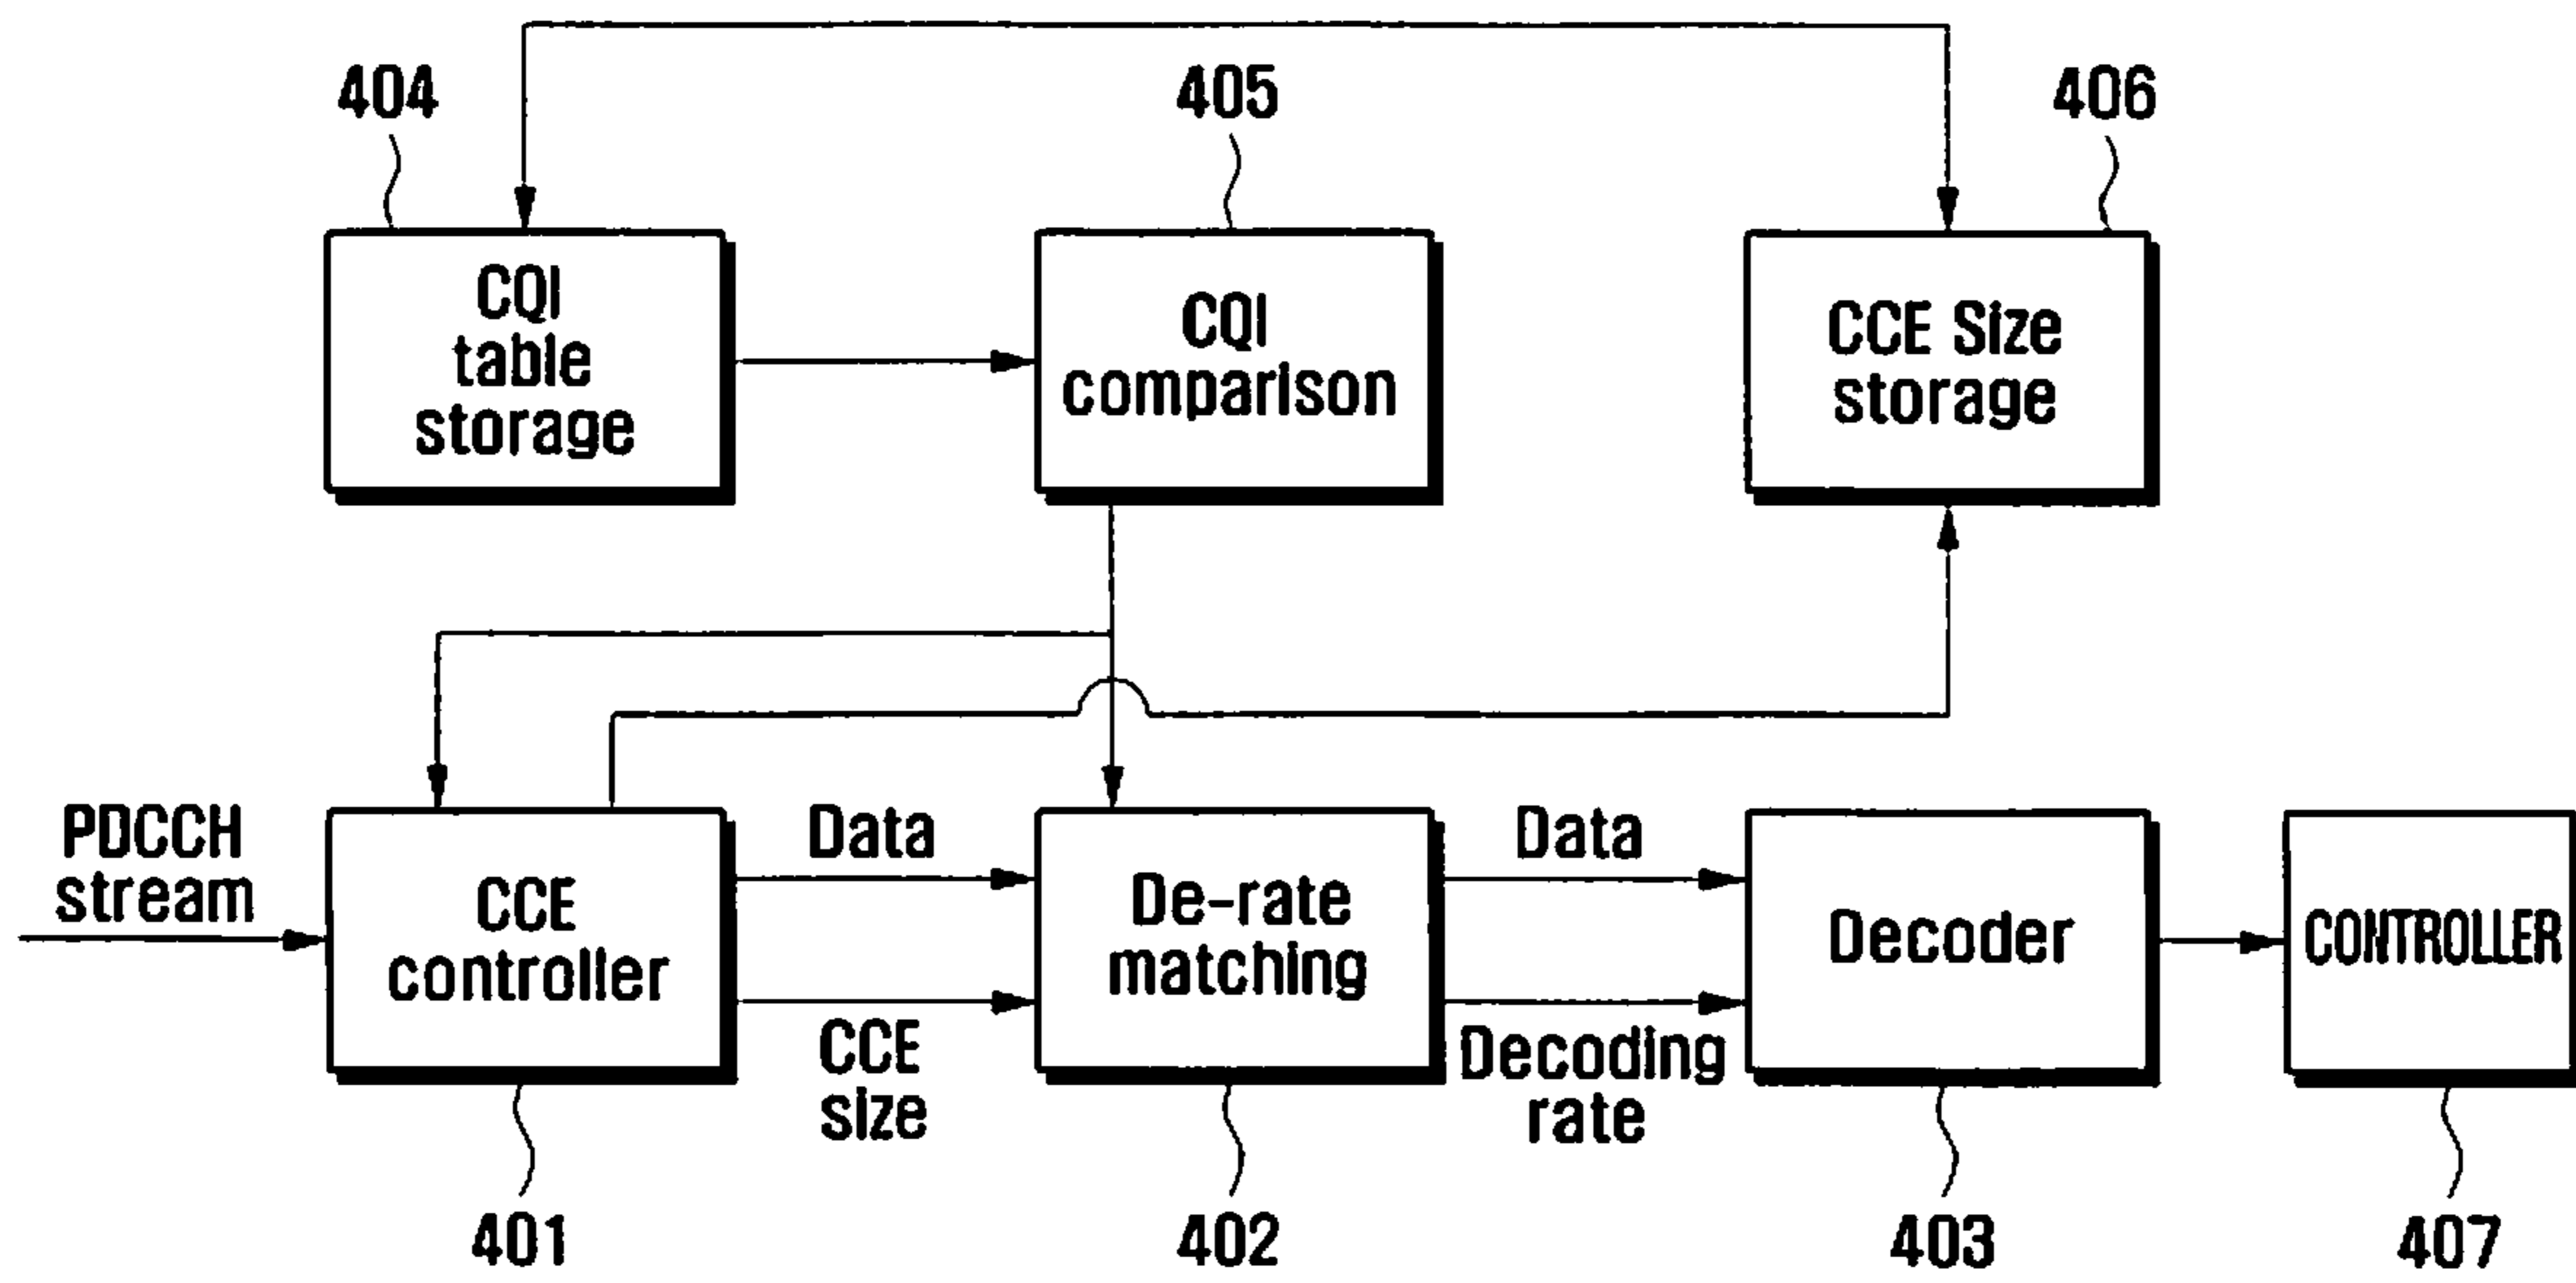 404
405
406
CQI
table
storage
CQI
comparison
CCE Size
storage
PDCCH
stream
CCE
controller
Data
CCE
size
De-rate
matching
Data
Decoding
rate
Decoder
CONTROLLER
401
402
403
407